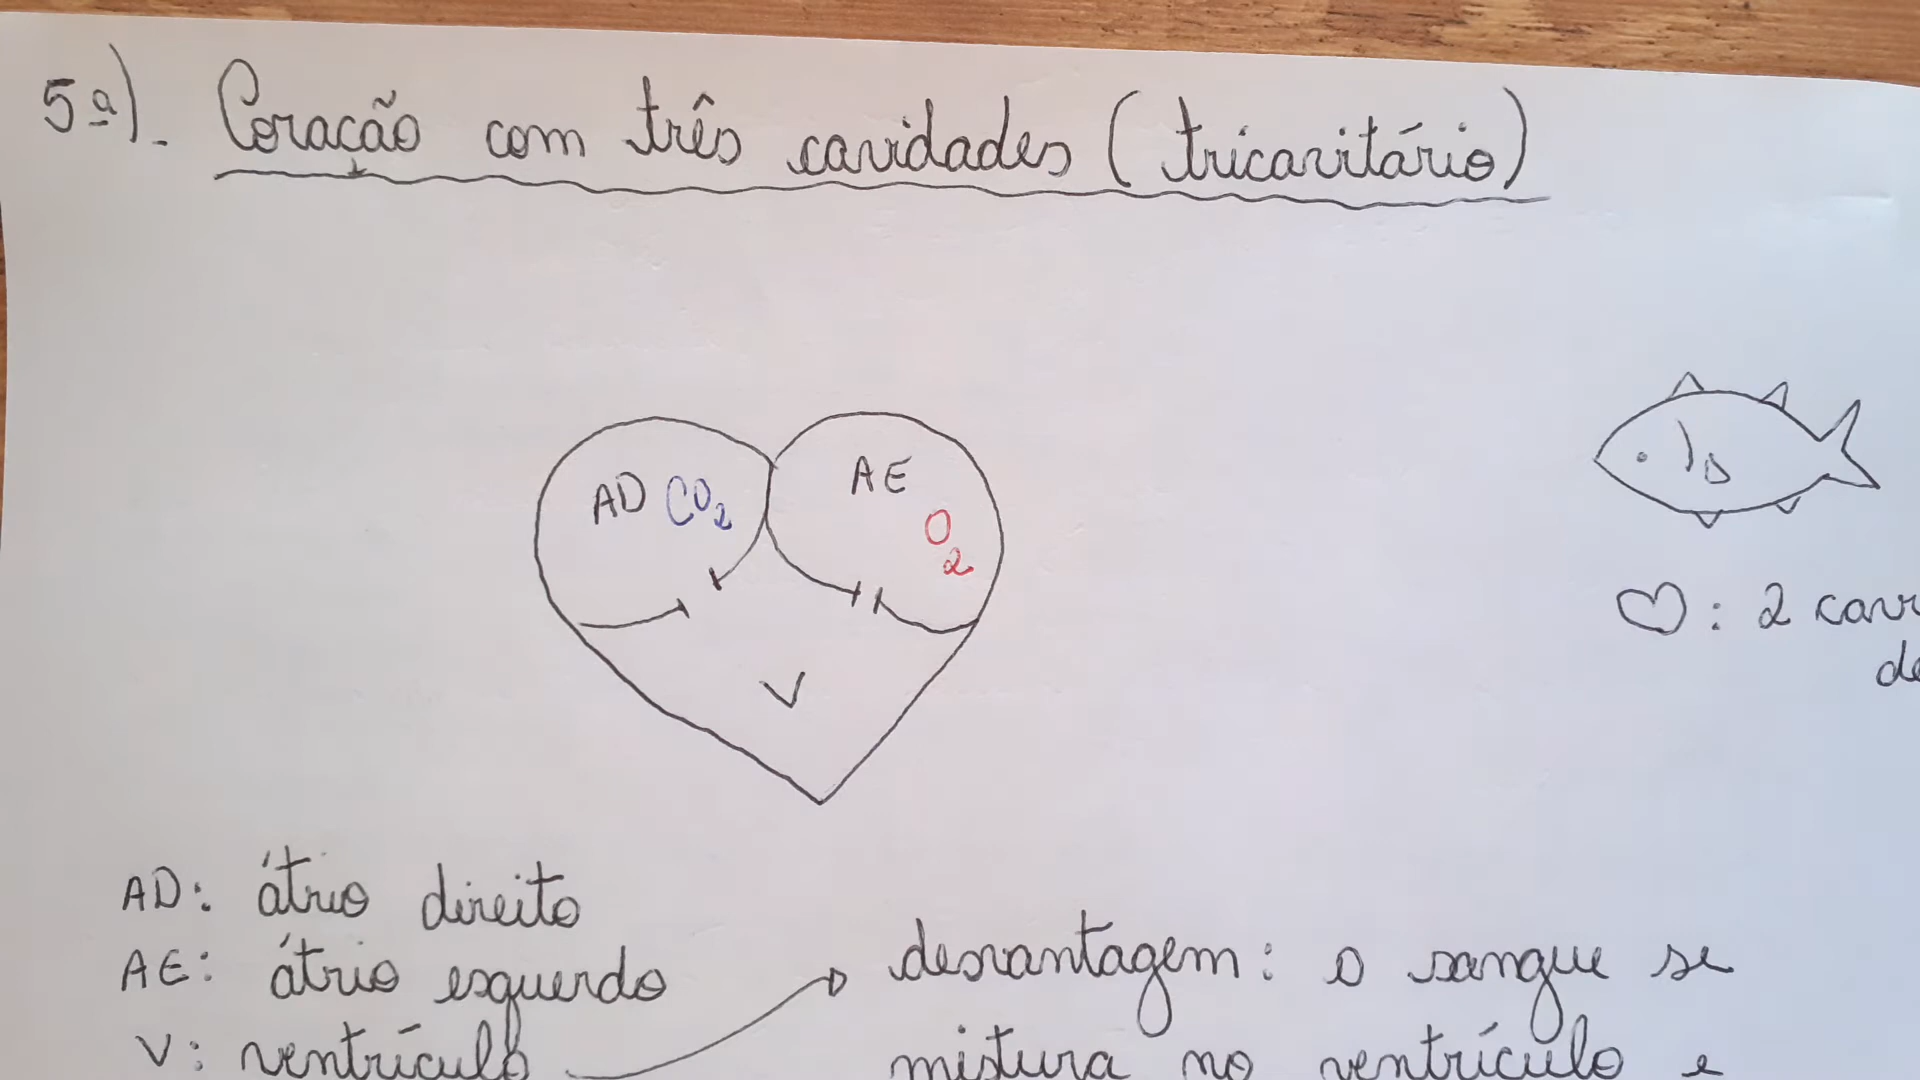 5ª). Coração com três cavidades (tricavitário)
AD CO2
AE
O2
V
♡: 2
AD: átrio direito
AE: átrio esquerdo
V: ventrículo
desvantagem: o sangue se
mistura no ventrículo e